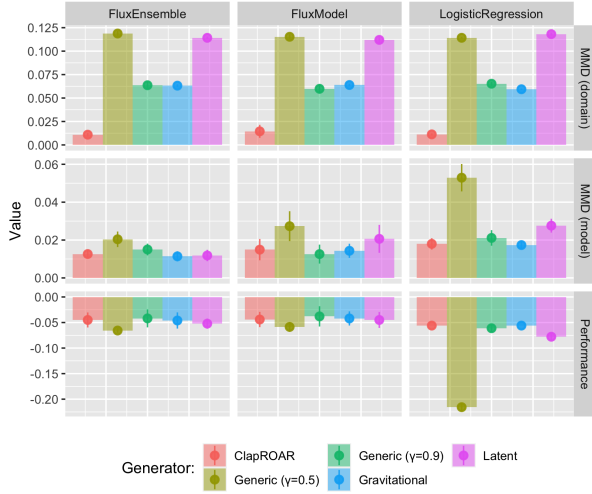 FluxEnsemble
FluxModel
LogisticRegression
0.125
0.100
0.075
0.050
0.025
0.000
MMD (domain)
0.06
0.04
0.02
0.00
MMD (model)
0.00
-0.05
-0.10
-0.15
-0.20
Performance
Value
Generator:
ClapROAR
Generic (γ=0.5)
Generic (γ=0.9)
Gravitational
Latent